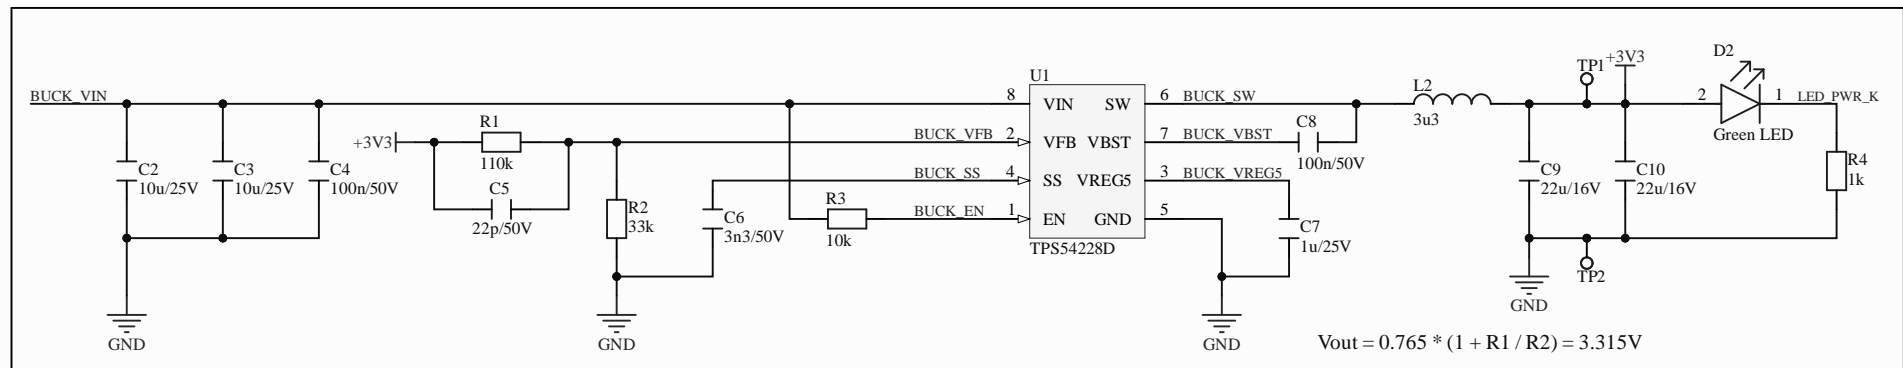 BUCK_VIN
C2
10u/25V
C3
10u/25V
C4
100n/50V
GND
+3V3
R1
110k
C5
22p/50V
R2
33k
GND
C6
3n3/50V
R3
10k
BUCK_VFB
BUCK_SS
BUCK_EN
U1
8 VIN SW 6
2 VFB VBST 7
4 SS VREG5 3
1 EN GND 5
TPS54228D
BUCK_SW
BUCK_VBST
BUCK_VREG5
C8
100n/50V
C7
1u/25V
GND
L2
3u3
TP1
+3V3
C9
22u/16V
C10
22u/16V
TP2
GND
D2
2
1
Green LED
LED_PWR_K
R4
1k
Vout = 0.765 * (1 + R1 / R2) = 3.315V